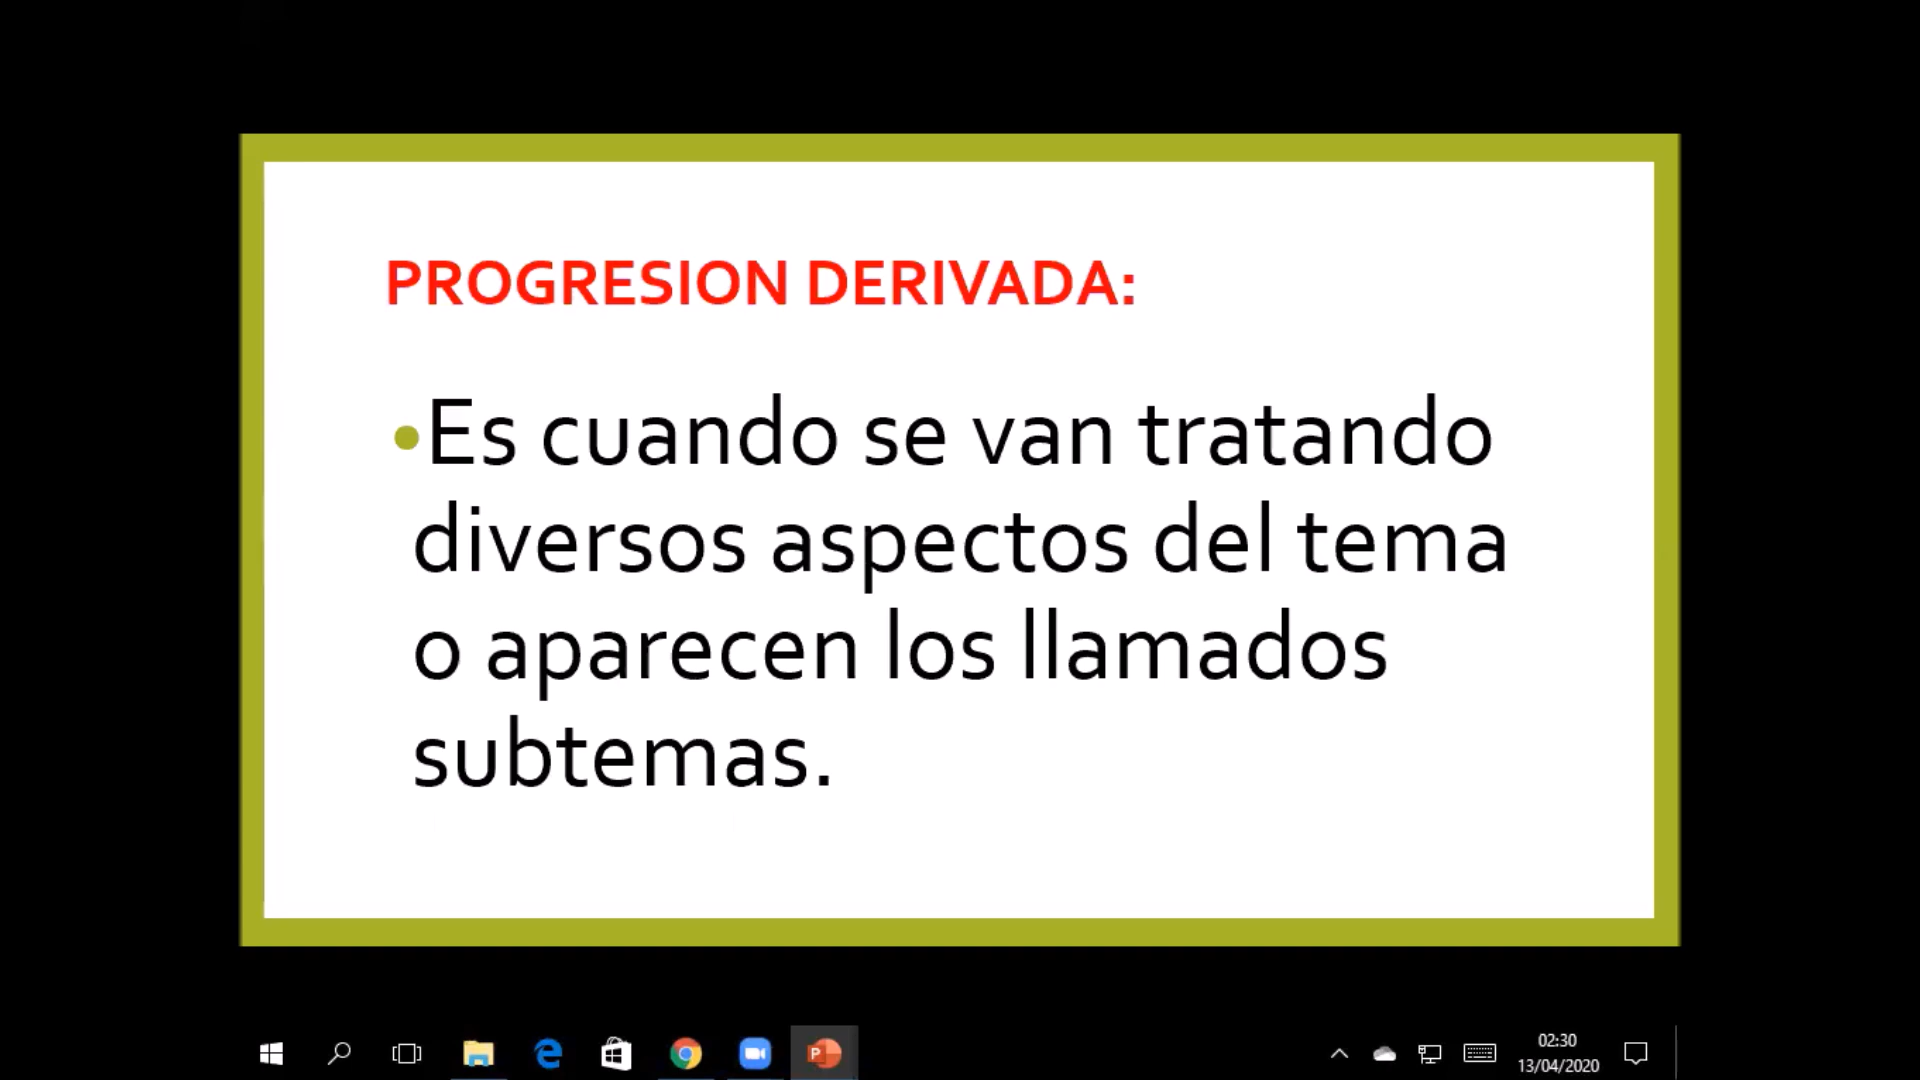 PROGRESION DERIVADA:
•Es cuando se van tratando
diversos aspectos del tema
o aparecen los llamados
subtemas.
02:30
13/04/2020